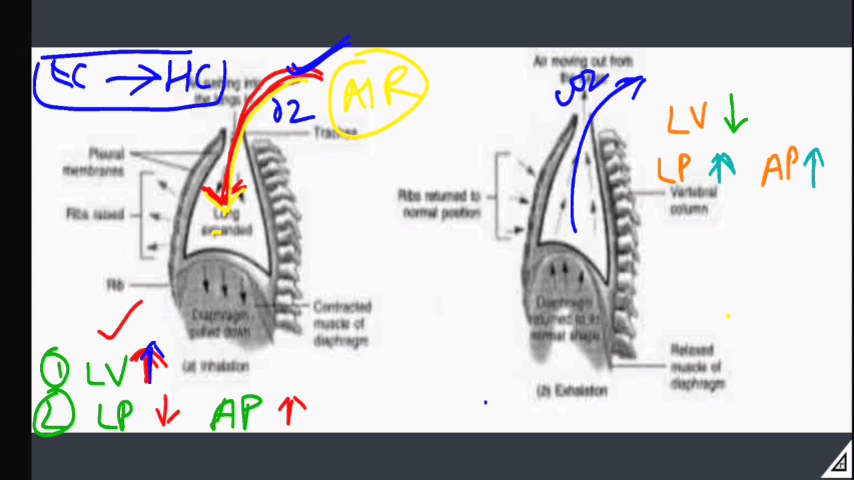 EC → HC
AIR
O2
Trachea
Pleural
membranes
Ribs raised
Lung
expanded
Rib
Diaphragm
pulled down
Contracted
muscle of
diaphragm
(a) Inhalation
① LV ↑
② LP ↓ AP ↑
Air moving out from
LV ↓
LP ↑ AP ↑
Ribs returned to
normal position
Vertebral
column
Diaphragm
returned to its
normal shape
Relaxed
muscle of
diaphragm
(b) Exhalation